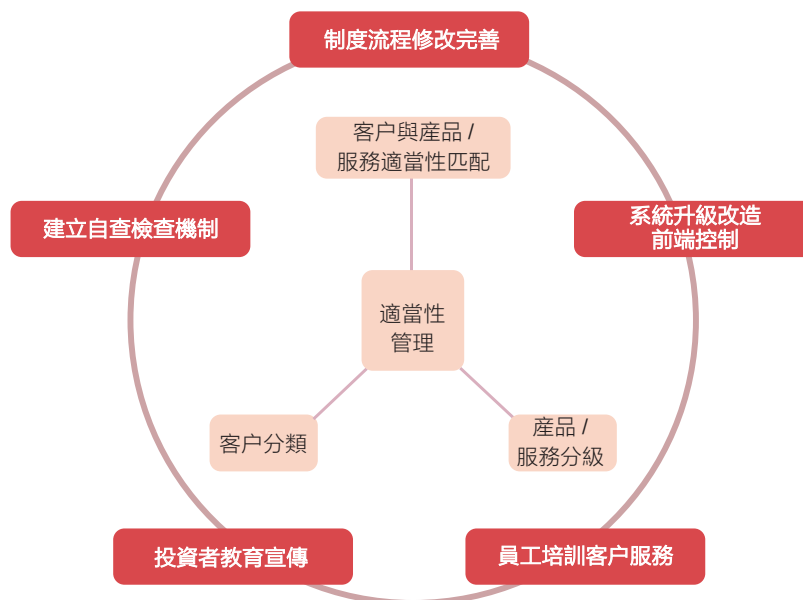 制度流程修改完善
客户與産品 /
服務適當性匹配
建立自查檢查機制
系統升級改造
前端控制
適當性
管理
客户分類
産品 /
服務分級
投資者教育宣傳
員工培訓客户服務